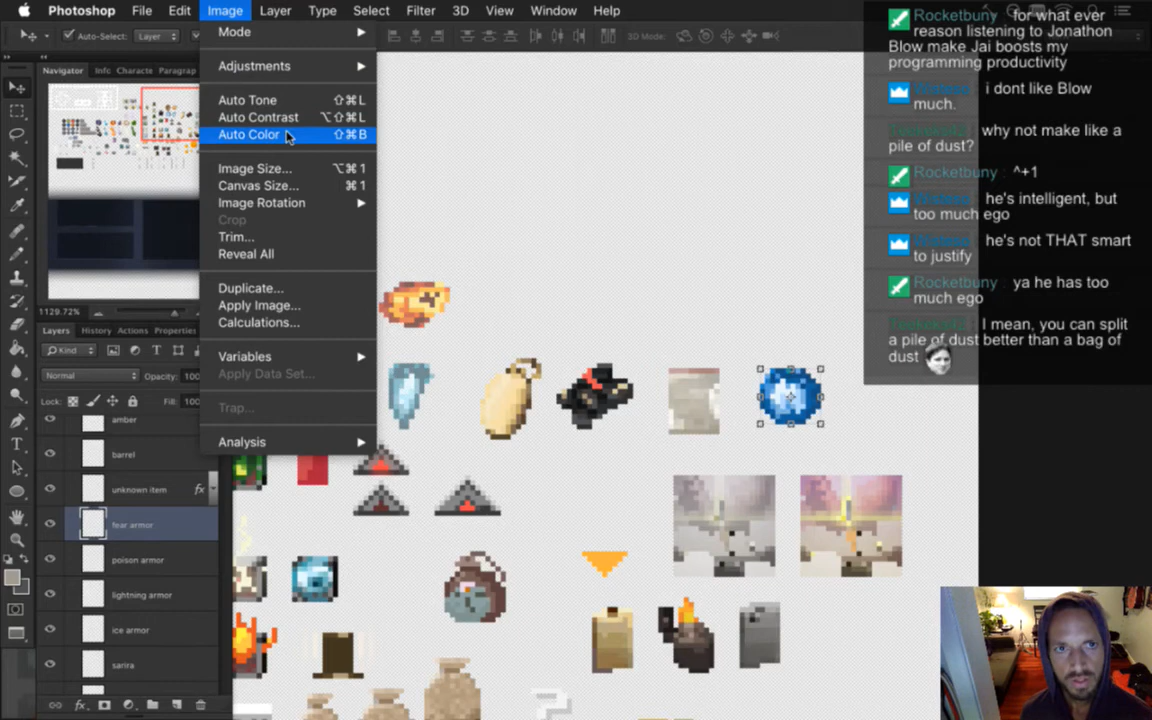 Photoshop File Edit Image Layer Type Select Filter 3D View Window Help
Auto-Select: Layer 3D Mode:
Navigator Info Characte Paragrap
1129.72%
Layers History Actions Properties
Kind
Normal Opacity: 100
Lock: Fill: 100
amber
barrel
unknown item fx
fear armor
poison armor
lightning armor
ice armor
sarira
fx
Mode
Adjustments
Auto Tone ⇧⌘L
Auto Contrast ⌥⇧⌘L
Auto Color ⇧⌘B
Image Size... ⌥⌘1
Canvas Size... ⌘1
Image Rotation
Crop
Trim...
Reveal All
Duplicate...
Apply Image...
Calculations...
Variables
Apply Data Set...
Trap...
Analysis
Rocketbuny : for what ever
reason listening to Jonathon
Blow make Jai boosts my
programming productivity
i dont like Blow
much.
why not make like a
pile of dust?
Rocketbuny : ^+1
he's intelligent, but
too much ego
he's not THAT smart
to justify
Rocketbuny : ya he has too
much ego
I mean, you can split
a pile of dust better than a bag of
dust